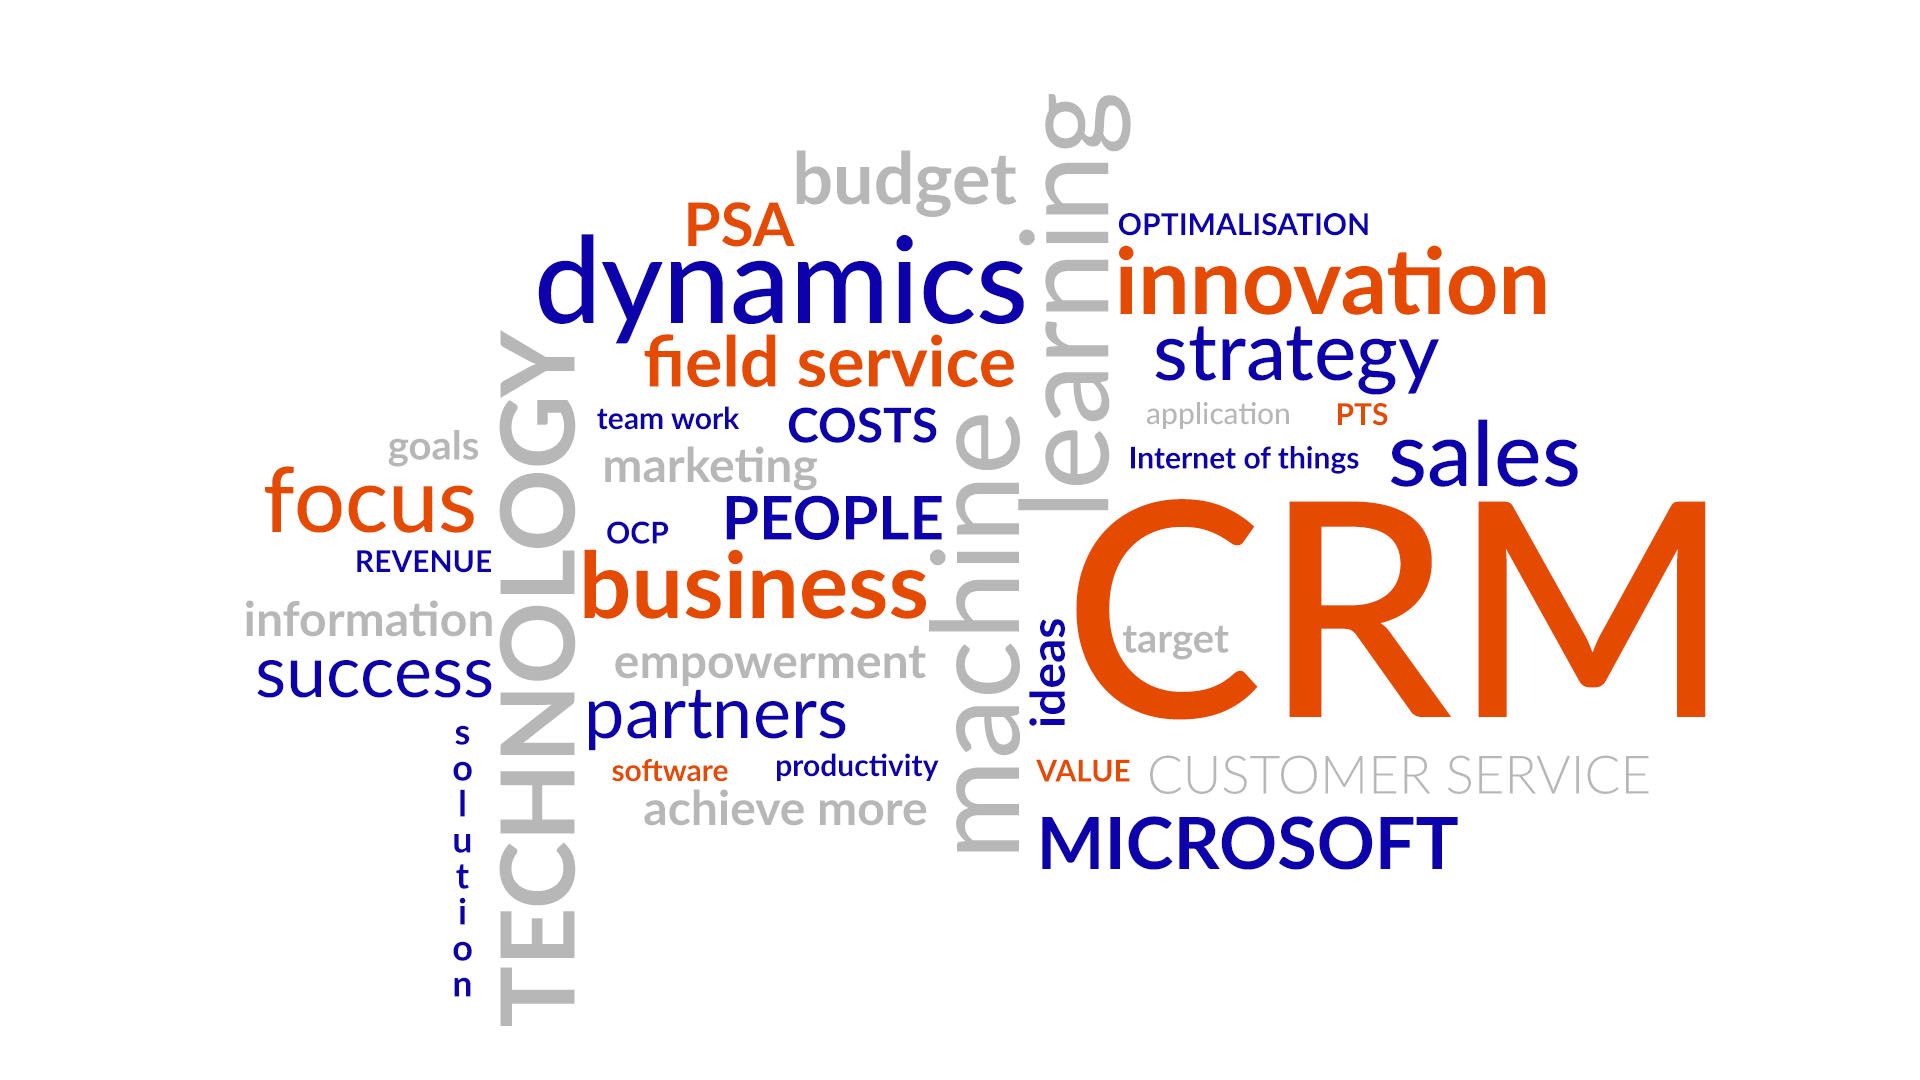 learning
budget
PSA
OPTIMALISATION
dynamics
innovation
field service
strategy
TECHNOLOGY
team work
COSTS
application
PTS
goals
marketing
machine
Internet of things
sales
focus
PEOPLE
OCP
REVENUE
business
CRM
information
ideas
target
success
empowerment
partners
solution
software
productivity
VALUE
CUSTOMER SERVICE
achieve more
MICROSOFT